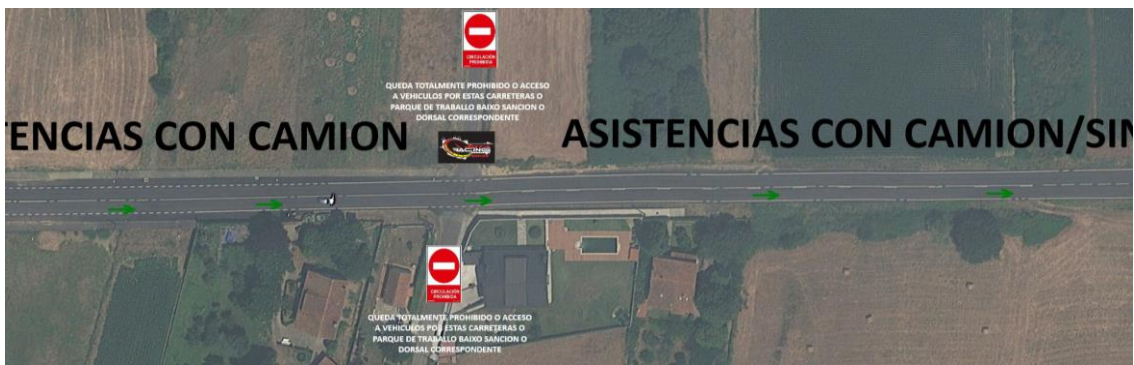 CIRCULACIÓN
PROHIBIDA
QUEDA TOTALMENTE PROHIBIDO O ACCESO
A VEHICULOS POR ESTAS CARRETERAS O
PARQUE DE TRABALLO BAIXO SANCION O
DORSAL CORRESPONDENTE
TENCIAS CON CAMION
RACING
ASISTENCIAS CON CAMION/SIN
CIRCULACIÓN
PROHIBIDA
QUEDA TOTALMENTE PROHIBIDO O ACCESO
A VEHICULOS POR ESTAS CARRETERAS O
PARQUE DE TRABALLO BAIXO SANCION O
DORSAL CORRESPONDENTE